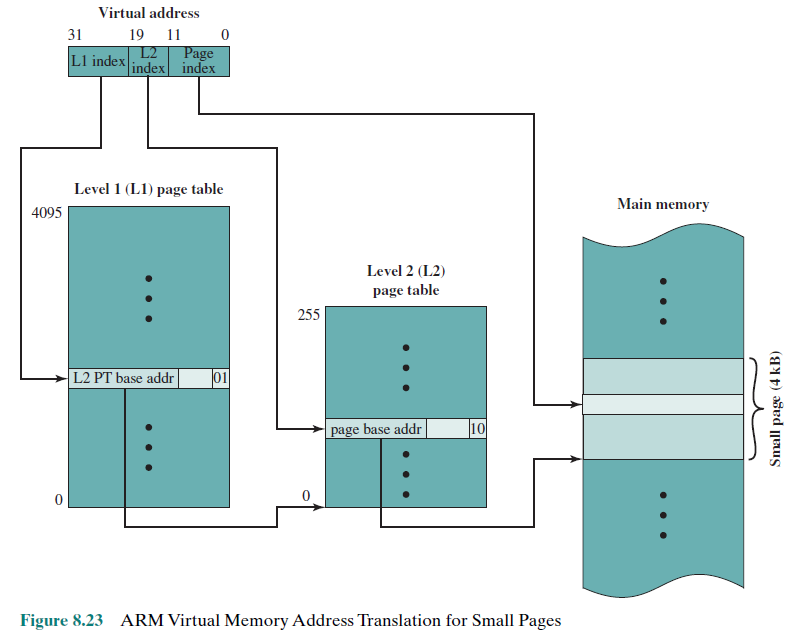 Virtual address
31 19 11 0
L1 index
L2
index
Page
index
Level 1 (L1) page table
4095
L2 PT base addr 01
0
Level 2 (L2)
page table
255
page base addr 10
0
Main memory
Small page (4 kB)
Figure 8.23 ARM Virtual Memory Address Translation for Small Pages